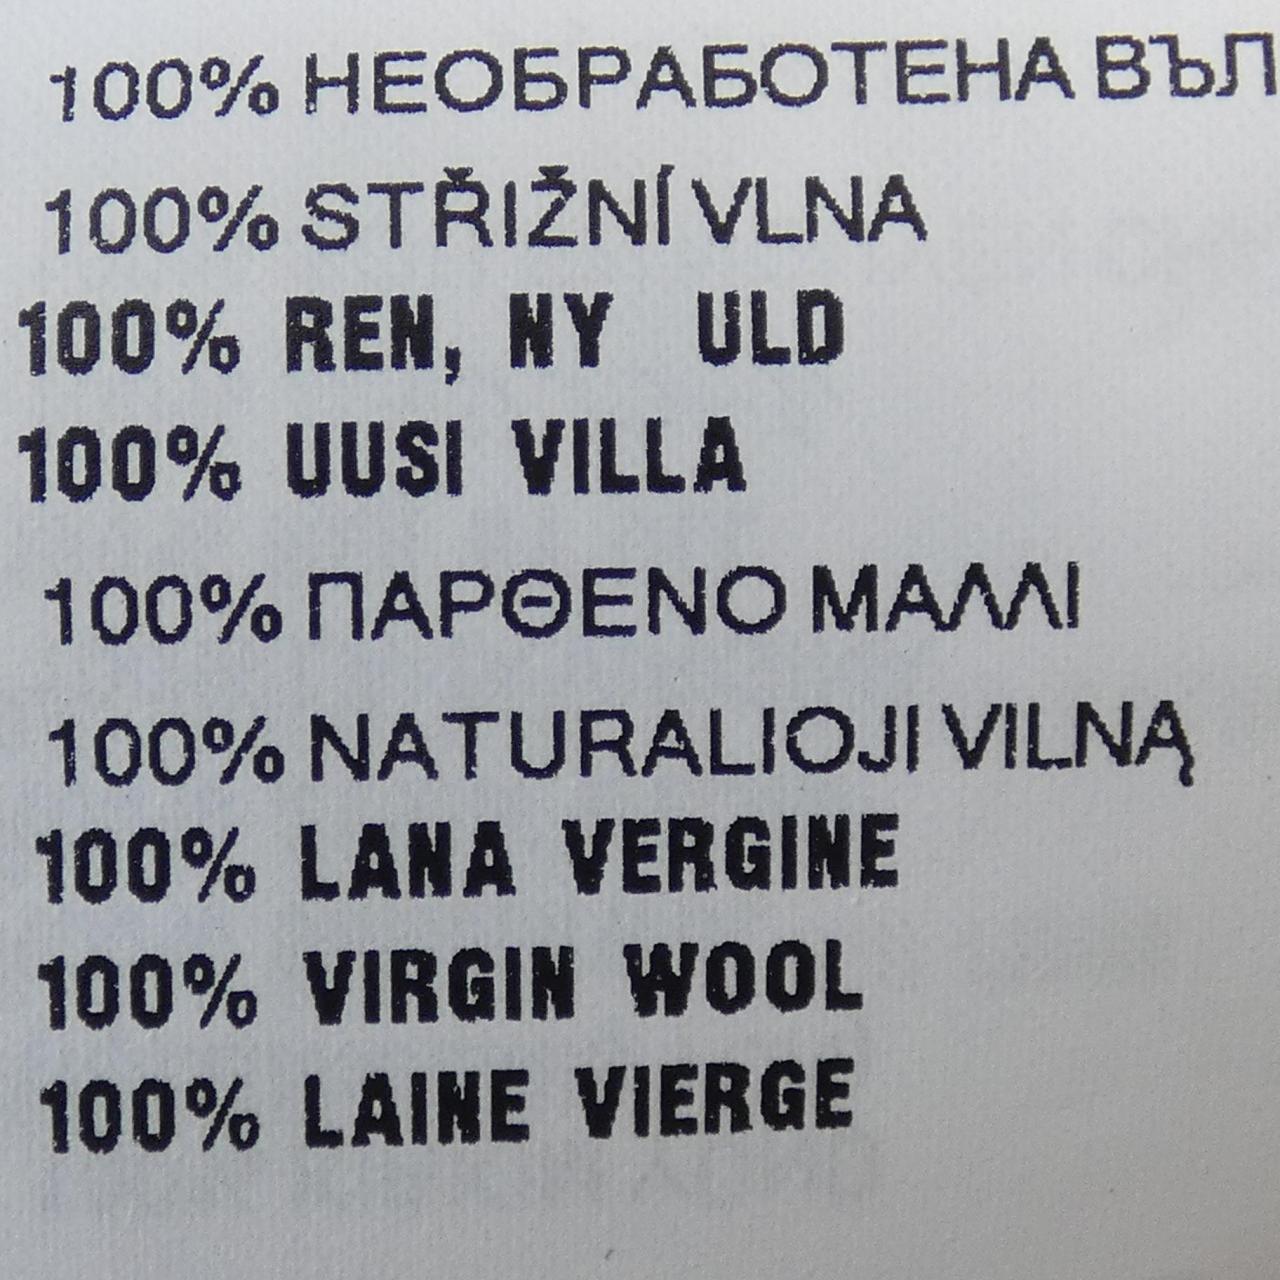 100% НЕОБРАБОТЕНА ВЪЛ
100% STŘIŽNÍ VLNA
100% REN, NY ULD
100% UUSI VILLA
100% ΠΑΡΘΕΝΟ ΜΑΛΛΙ
100% NATURALIOJI VILNĄ
100% LANA VERGINE
100% VIRGIN WOOL
100% LAINE VIERGE